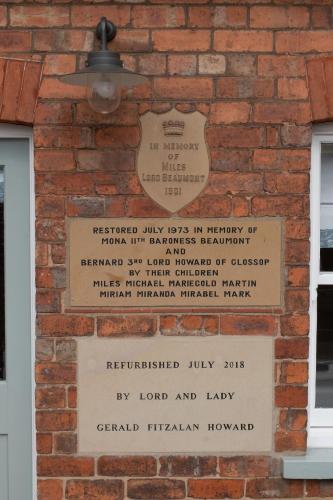 IN
MEMORY
OF
MILES
LORD BEAUMONT
1901
RESTORED JULY 1973 IN MEMORY OF
MONA 11TH BARONESS BEAUMONT
AND
BERNARD 3RD LORD HOWARD OF GLOSSOP
BY THEIR CHILDREN
MILES MICHAEL MARIEGOLD MARTIN
MIRIAM MIRANDA MIRABEL MARK
REFURBISHED JULY 2018
BY LORD AND LADY
GERALD FITZALAN HOWARD